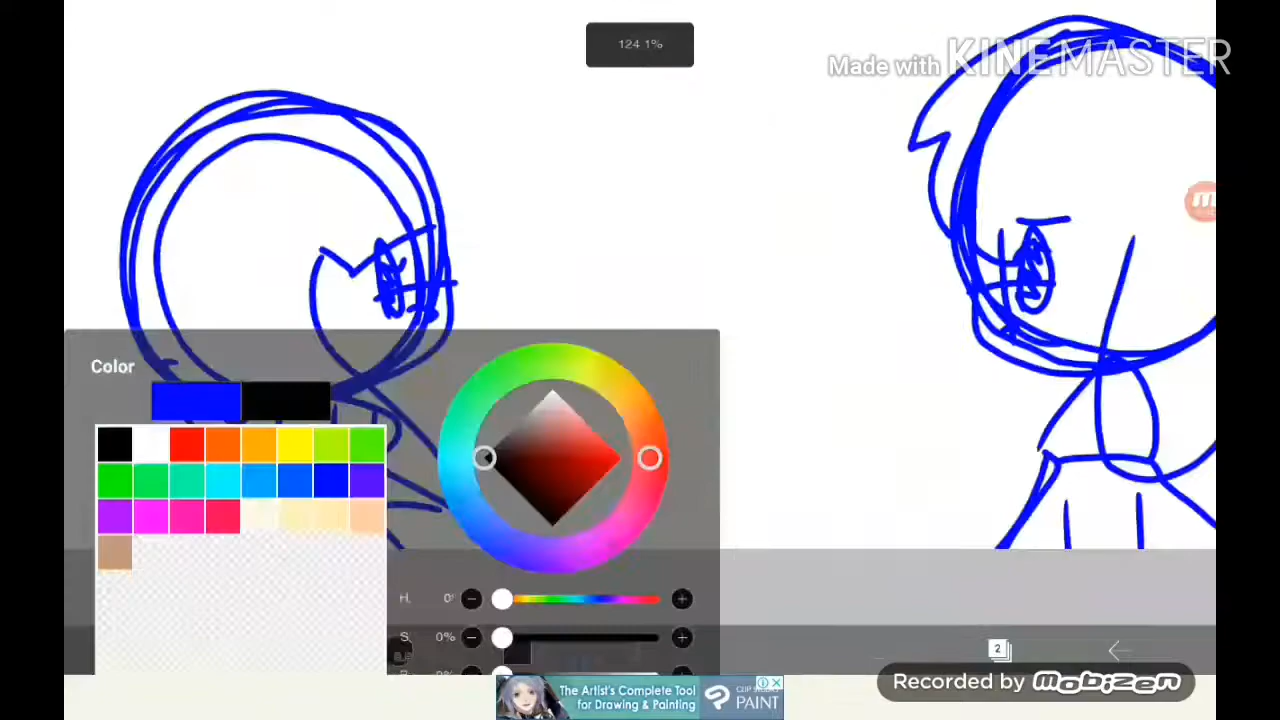 124.1%
Made with KINEMASTER
Color
H. 0°
S. 0%
2
The Artist's Complete Tool
for Drawing & Painting
CLIP STUDIO
PAINT
Recorded by mobizen